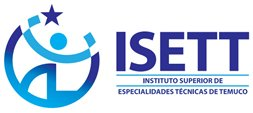 ISETT
INSTITUTO SUPERIOR DE
ESPECIALIDADES TÉCNICAS DE TEMUCO